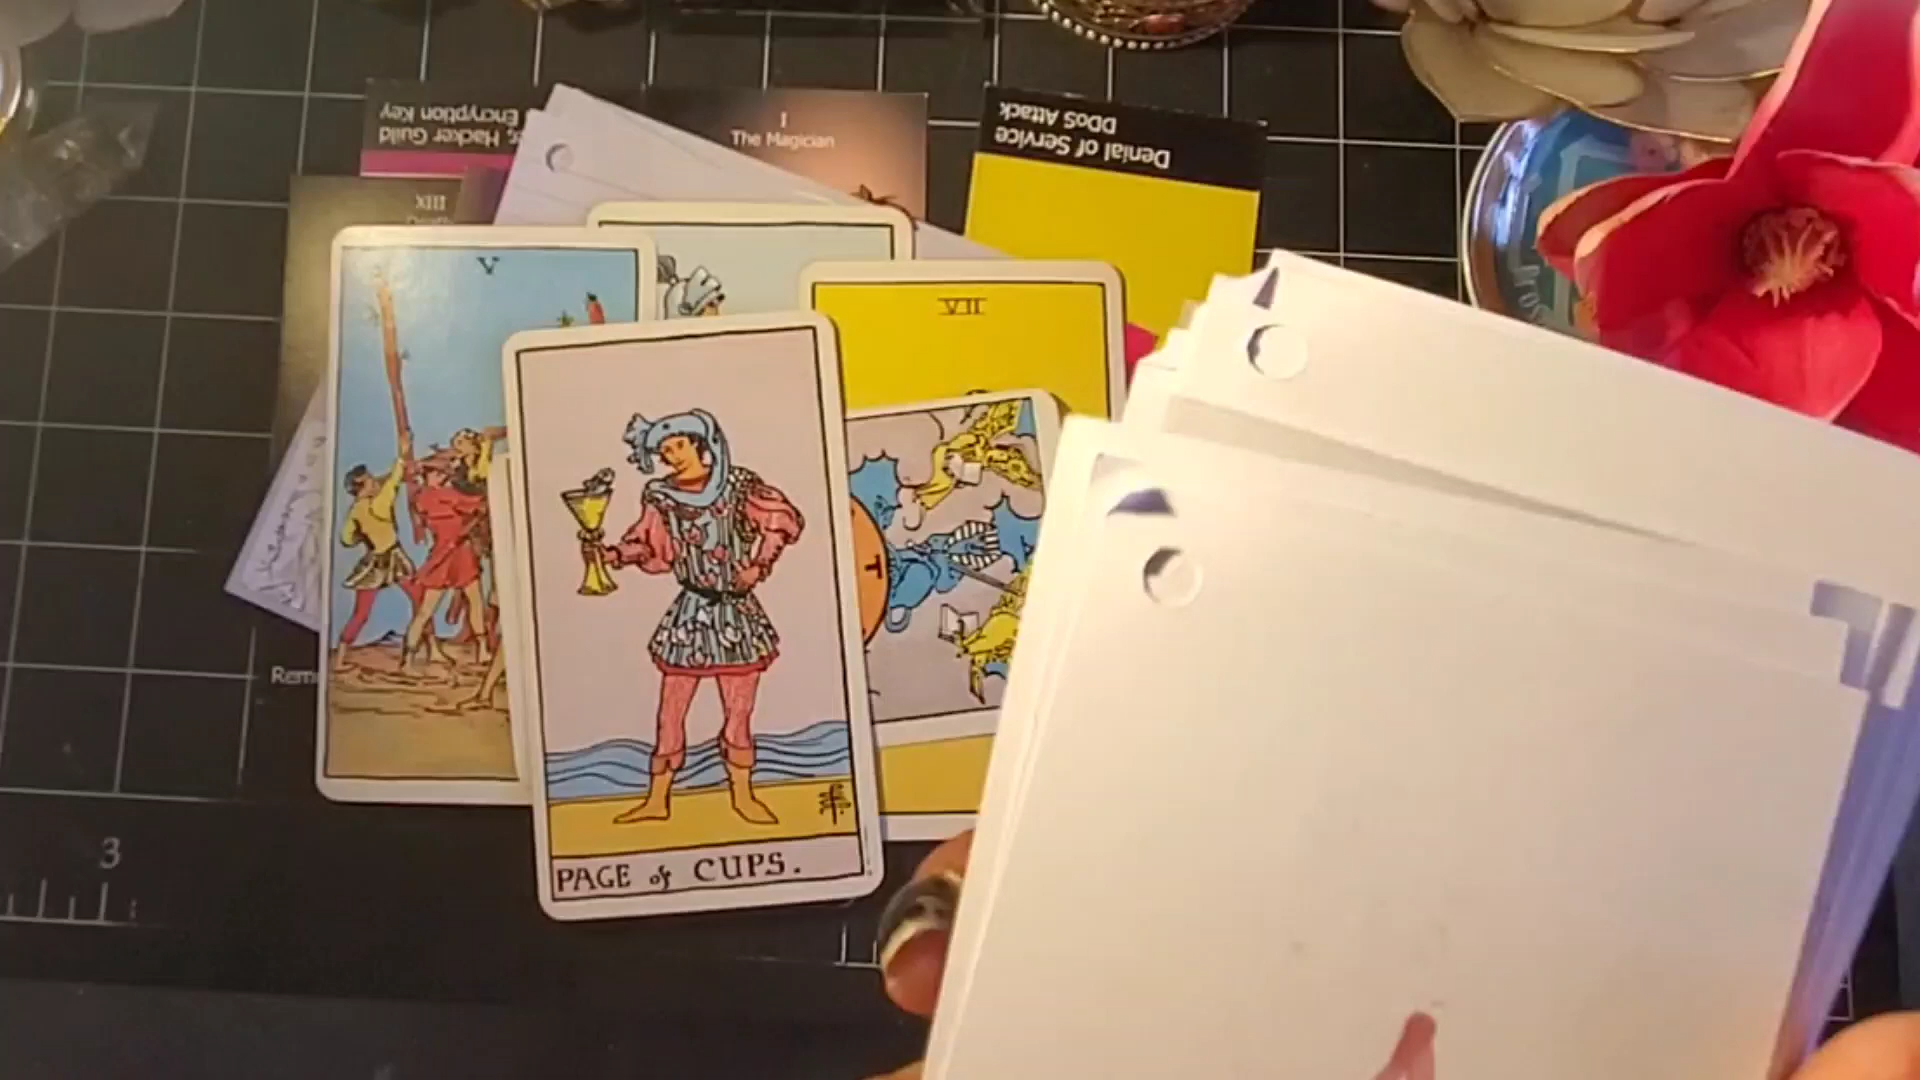 Encryption Key
Hacker Guild
I
The Magician
Denial of Service
DDoS Attack
XIII
V
VII
T
PAGE of CUPS.
3